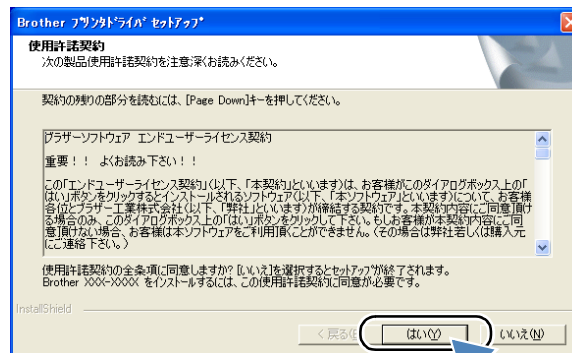 Brother プリンタドライバ セットアップ
使用許諾契約
次の製品使用許諾契約を注意深くお読みください。
契約の残りの部分を読むには、[Page Down]キーを押してください。
ブラザーソフトウェア エンドユーザーライセンス契約
重要！！ よくお読み下さい！！
この「エンドユーザーライセンス契約」(以下、「本契約」といいます)は、お客様がこのダイアログボックス上の「
はい」ボタンをクリックするとインストールされるソフトウェア(以下、「本ソフトウェア」といいます)について、お客様
各位とブラザー工業株式会社(以下、「弊社」といいます)が締結する契約です。本契約内容にご同意頂け
る場合のみ、このダイアログボックス上の「はい」ボタンをクリックして下さい。もしお客様が本契約内容にご同
意頂けない場合、お客様は本ソフトウェアをご利用頂くことができません。(その場合は弊社若しくは購入元
にご連絡下さい。)
使用許諾契約の全条項に同意しますか? [いいえ]を選択するとセットアップが終了されます。
Brother XXX-XXXX をインストールするには、この使用許諾契約に同意が必要です。
InstallShield
< 戻る
はい(Y)
いいえ(N)